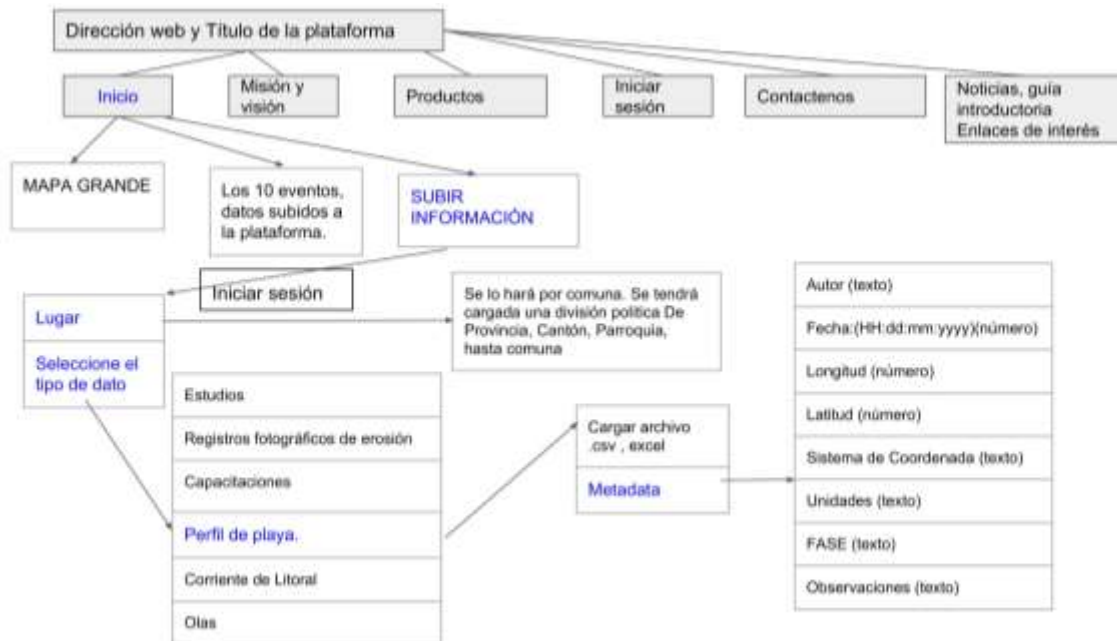 Dirección web y Título de la plataforma
Inicio
Misión y
visión
Productos
Iniciar
sesión
Contactenos
Noticias, guía
introductoria
Enlaces de interés
MAPA GRANDE
Los 10 eventos,
datos subidos a
la plataforma.
SUBIR
INFORMACIÓN
Iniciar sesión
Lugar
Seleccione el
tipo de dato
Se lo hará por comuna. Se tendrá
cargada una división política De
Provincia, Cantón, Parroquia,
hasta comuna
Estudios
Registros fotográficos de erosión
Capacitaciones
Perfil de playa.
Corriente de Litoral
Olas
Cargar archivo
.csv , excel
Metadata
Autor (texto)
Fecha:(HH:dd:mm:yyyy)(número)
Longitud (número)
Latitud (número)
Sistema de Coordenada (texto)
Unidades (texto)
FASE (texto)
Observaciones (texto)